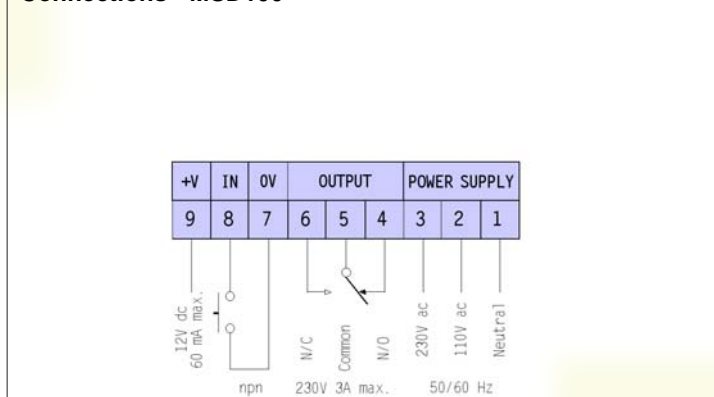 +V IN 0V OUTPUT POWER SUPPLY
9 8 7 6 5 4 3 2 1
12V dc
60 mA max.
N/C
Common
N/O
230V ac
110V ac
Neutral
npn 230V 3A max. 50/60 Hz